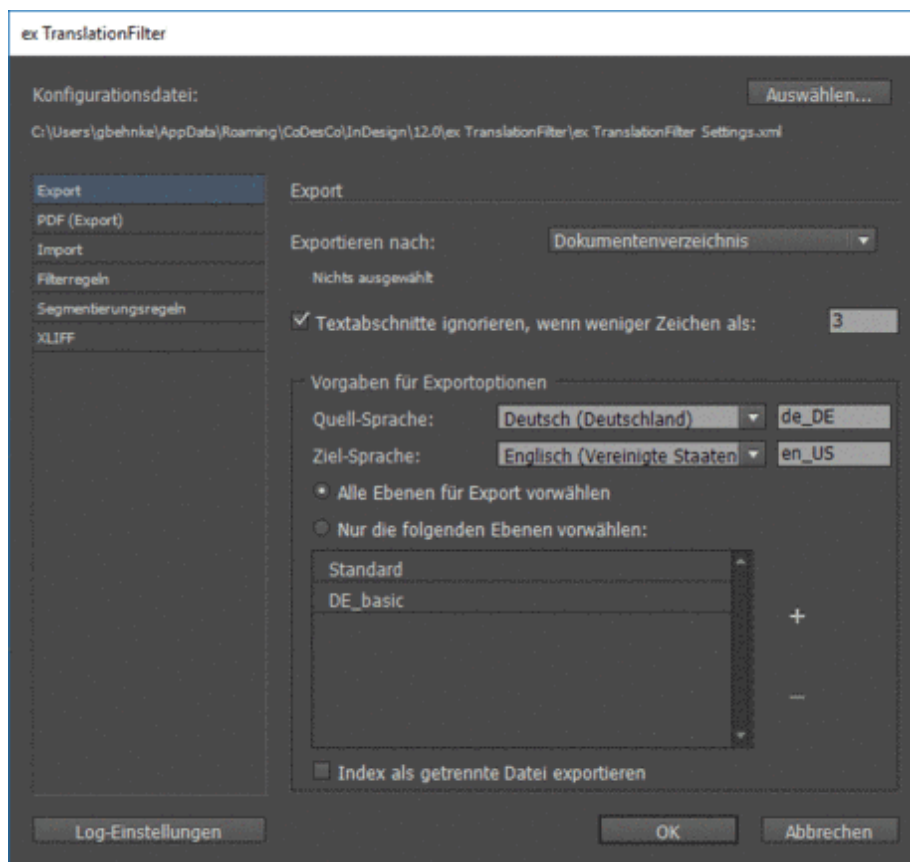 ex TranslationFilter
Konfigurationsdatei:
Auswählen...
C:\Users\gbehnke\AppData\Roaming\CoDesCo\InDesign\12.0\ex TranslationFilter\ex TranslationFilter Settings.xml
Export
PDF (Export)
Import
Filterregeln
Segmentierungsregeln
XLIFF
Export
Exportieren nach:
Dokumentenverzeichnis
Nichts ausgewählt
Textabschnitte ignorieren, wenn weniger Zeichen als:
3
Vorgaben für Exportoptionen
Quell-Sprache:
Deutsch (Deutschland)
de_DE
Ziel-Sprache:
Englisch (Vereinigte Staaten
en_US
Alle Ebenen für Export vorwählen
Nur die folgenden Ebenen vorwählen:
Standard
DE_basic
+
−
Index als getrennte Datei exportieren
Log-Einstellungen
OK
Abbrechen